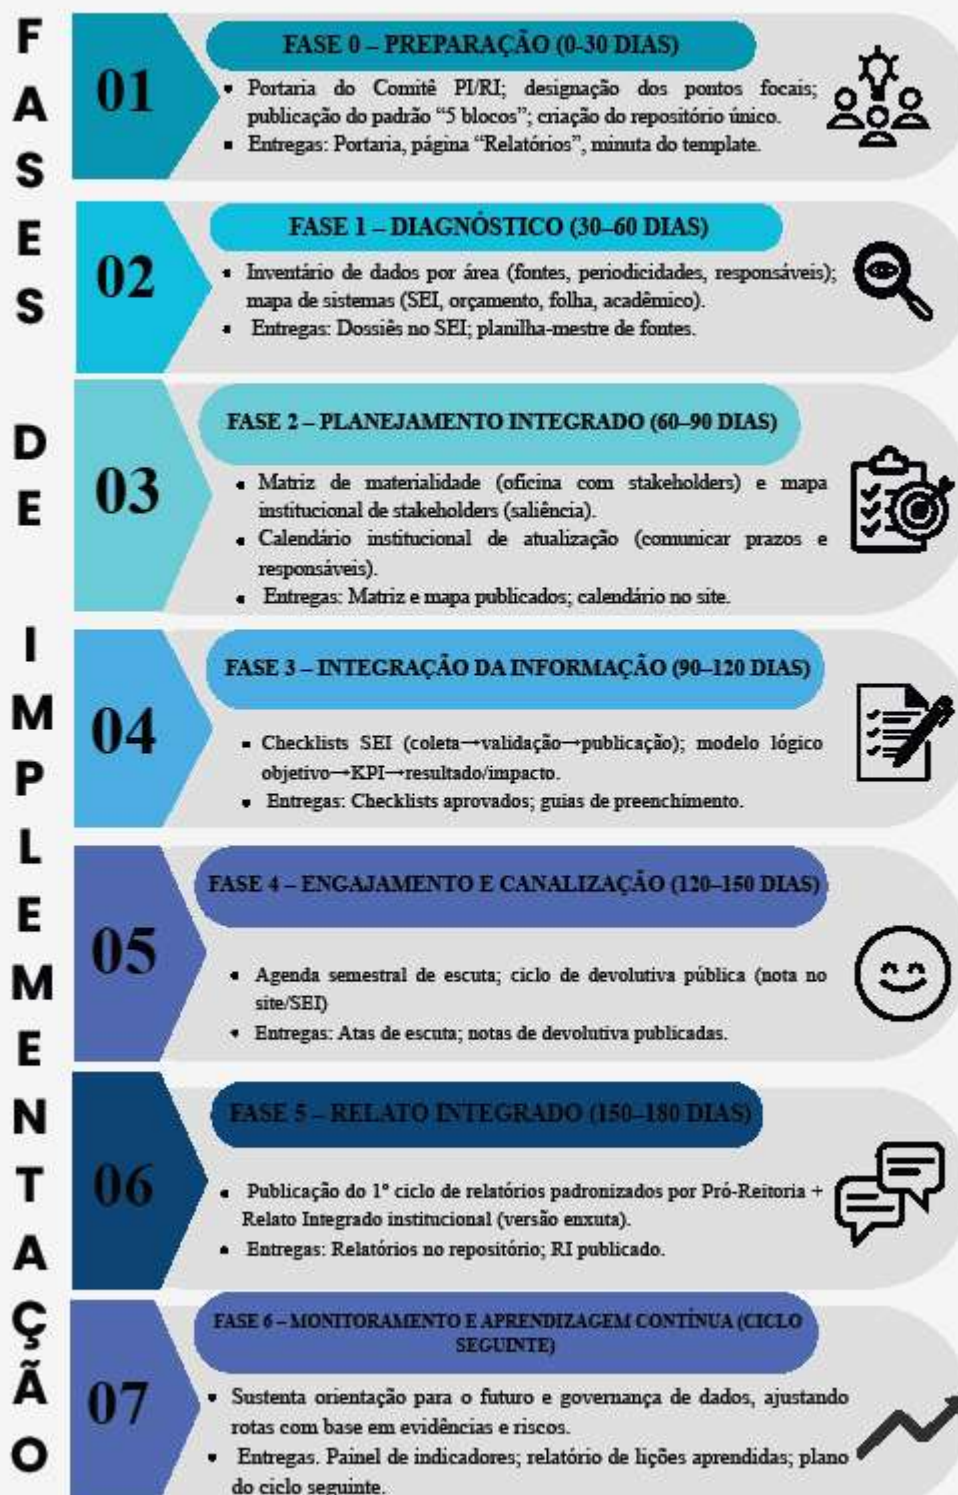 FASES DE IMPLEMENTAÇÃO
01
FASE 0 – PREPARAÇÃO (0-30 DIAS)
▪ Portaria do Comitê PI/RI; designação dos pontos focais;
publicação do padrão “5 blocos”; criação do repositório único.
▪ Entregas: Portaria, página “Relatórios”, minuta do template.
02
FASE 1 – DIAGNÓSTICO (30–60 DIAS)
• Inventário de dados por área (fontes, periodicidades, responsáveis);
mapa de sistemas (SEI, orçamento, folha, acadêmico).
• Entregas: Dossiês no SEI; planilha-mestre de fontes.
03
FASE 2 – PLANEJAMENTO INTEGRADO (60–90 DIAS)
• Matriz de materialidade (oficina com stakeholders) e mapa
institucional de stakeholders (saliência).
• Calendário institucional de atualização (comunicar prazos e
responsáveis).
• Entregas: Matriz e mapa publicados; calendário no site.
04
FASE 3 – INTEGRAÇÃO DA INFORMAÇÃO (90–120 DIAS)
▪ Checklists SEI (coleta→validação→publicação); modelo lógico
objetivo→KPI→resultado/impacto.
• Entregas: Checklists aprovados; guias de preenchimento.
05
FASE 4 – ENGAJAMENTO E CANALIZAÇÃO (120–150 DIAS)
• Agenda semestral de escuta; ciclo de devolutiva pública (nota no
site/SEI)
• Entregas: Atas de escuta; notas de devolutiva publicadas.
06
FASE 5 – RELATO INTEGRADO (150–180 DIAS)
• Publicação do 1º ciclo de relatórios padronizados por Pró-Reitoria +
Relato Integrado institucional (versão enxuta).
• Entregas: Relatórios no repositório; RI publicado.
07
FASE 6 – MONITORAMENTO E APRENDIZAGEM CONTÍNUA (CICLO
SEGUINTE)
• Sustenta orientação para o futuro e governança de dados, ajustando
rotas com base em evidências e riscos.
• Entregas. Painel de indicadores; relatório de lições aprendidas; plano
do ciclo seguinte.